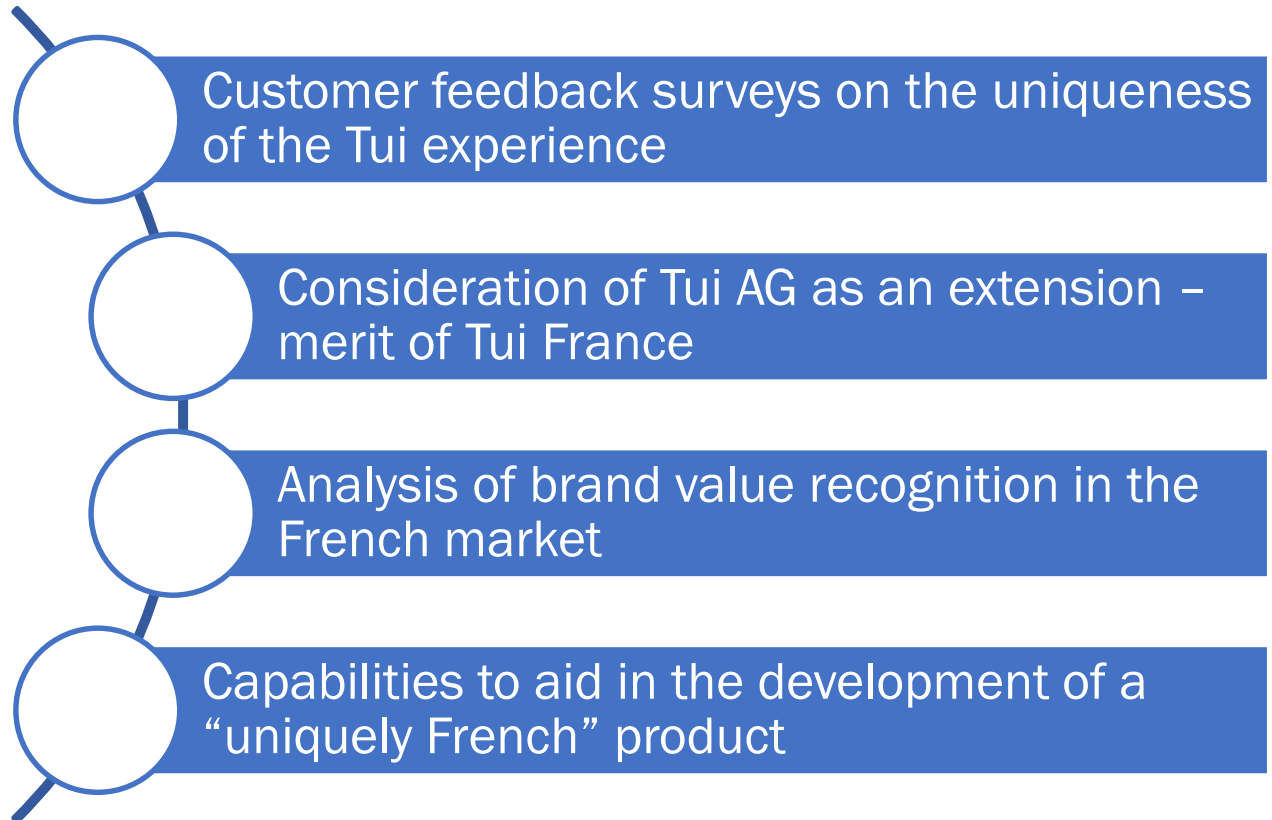 Customer feedback surveys on the uniqueness
of the Tui experience
Consideration of Tui AG as an extension –
merit of Tui France
Analysis of brand value recognition in the
French market
Capabilities to aid in the development of a
“uniquely French” product